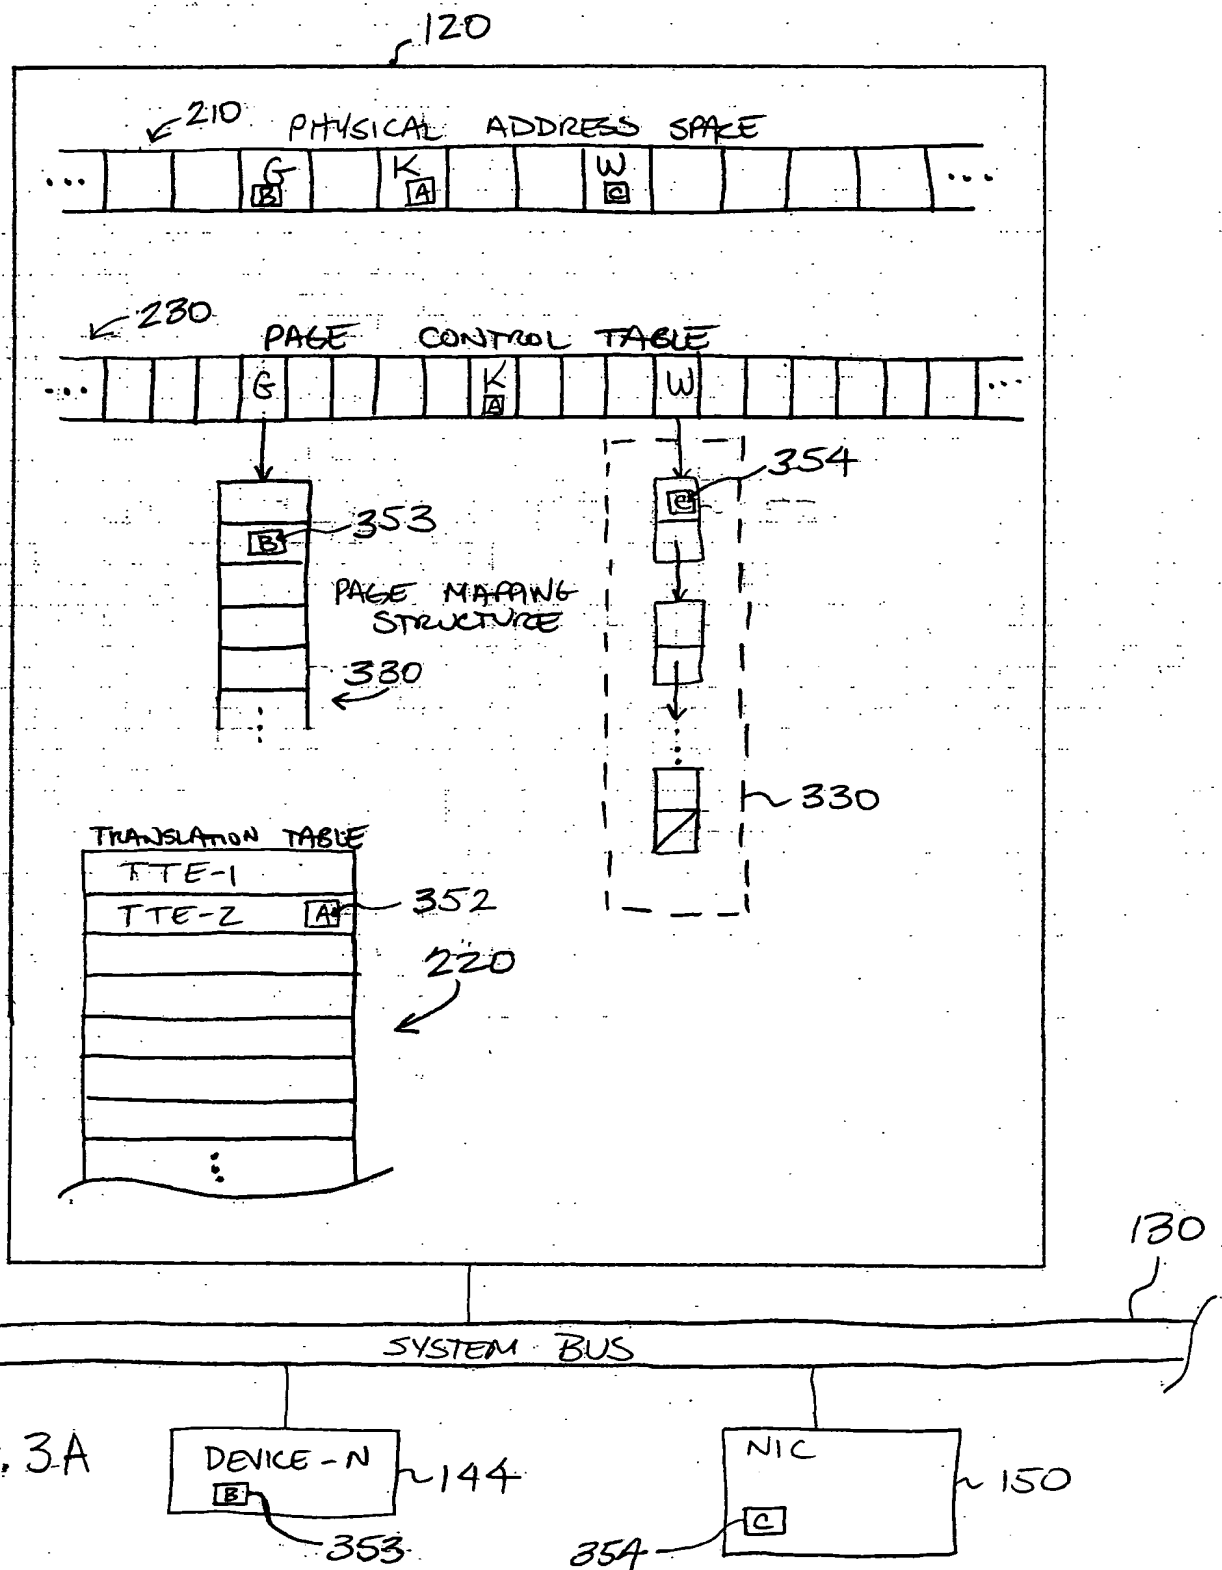 120
210 PHYSICAL ADDRESS SPACE
... G K W ...
B A C
230 PAGE CONTROL TABLE
... G K W ...
A
C 354
B 353
PAGE MAPPING
STRUCTURE
330
330
TRANSLATION TABLE
TTE-1
TTE-2 A 352
220
130
SYSTEM BUS
. 3A
DEVICE-N 144
B
353
NIC
150
C
354